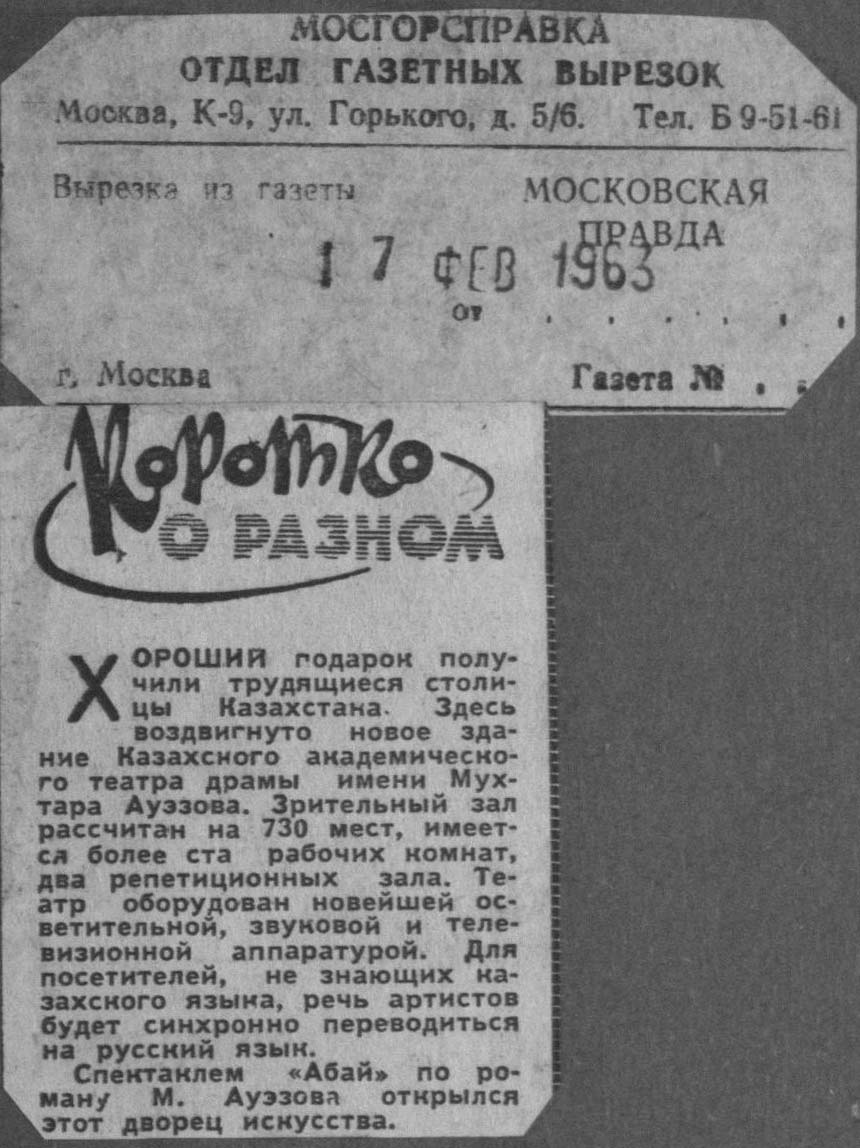 МОСГОРСПРАВКА
ОТДЕЛ ГАЗЕТНЫХ ВЫРЕЗОК
Москва, К-9, ул. Горького, д. 5/6. Тел. Б 9-51-61
Вырезка из газеты
МОСКОВСКАЯ
ПРАВДА
17 ФЕВ 1963
от . . . . . .
г. Москва Газета № . .
Коротко
О РАЗНОМ
ХОРОШИЙ подарок полу-
чили трудящиеся столи-
цы Казахстана. Здесь
воздвигнуто новое зда-
ние Казахского академическо-
го театра драмы имени Мух-
тара Ауэзова. Зрительный зал
рассчитан на 730 мест, имеет-
ся более ста рабочих комнат,
два репетиционных зала. Те-
атр оборудован новейшей ос-
ветительной, звуковой и теле-
визионной аппаратурой. Для
посетителей, не знающих ка-
захского языка, речь артистов
будет синхронно переводиться
на русский язык.
Спектаклем «Абай» по ро-
ману М. Ауэзова открылся
этот дворец искусства.